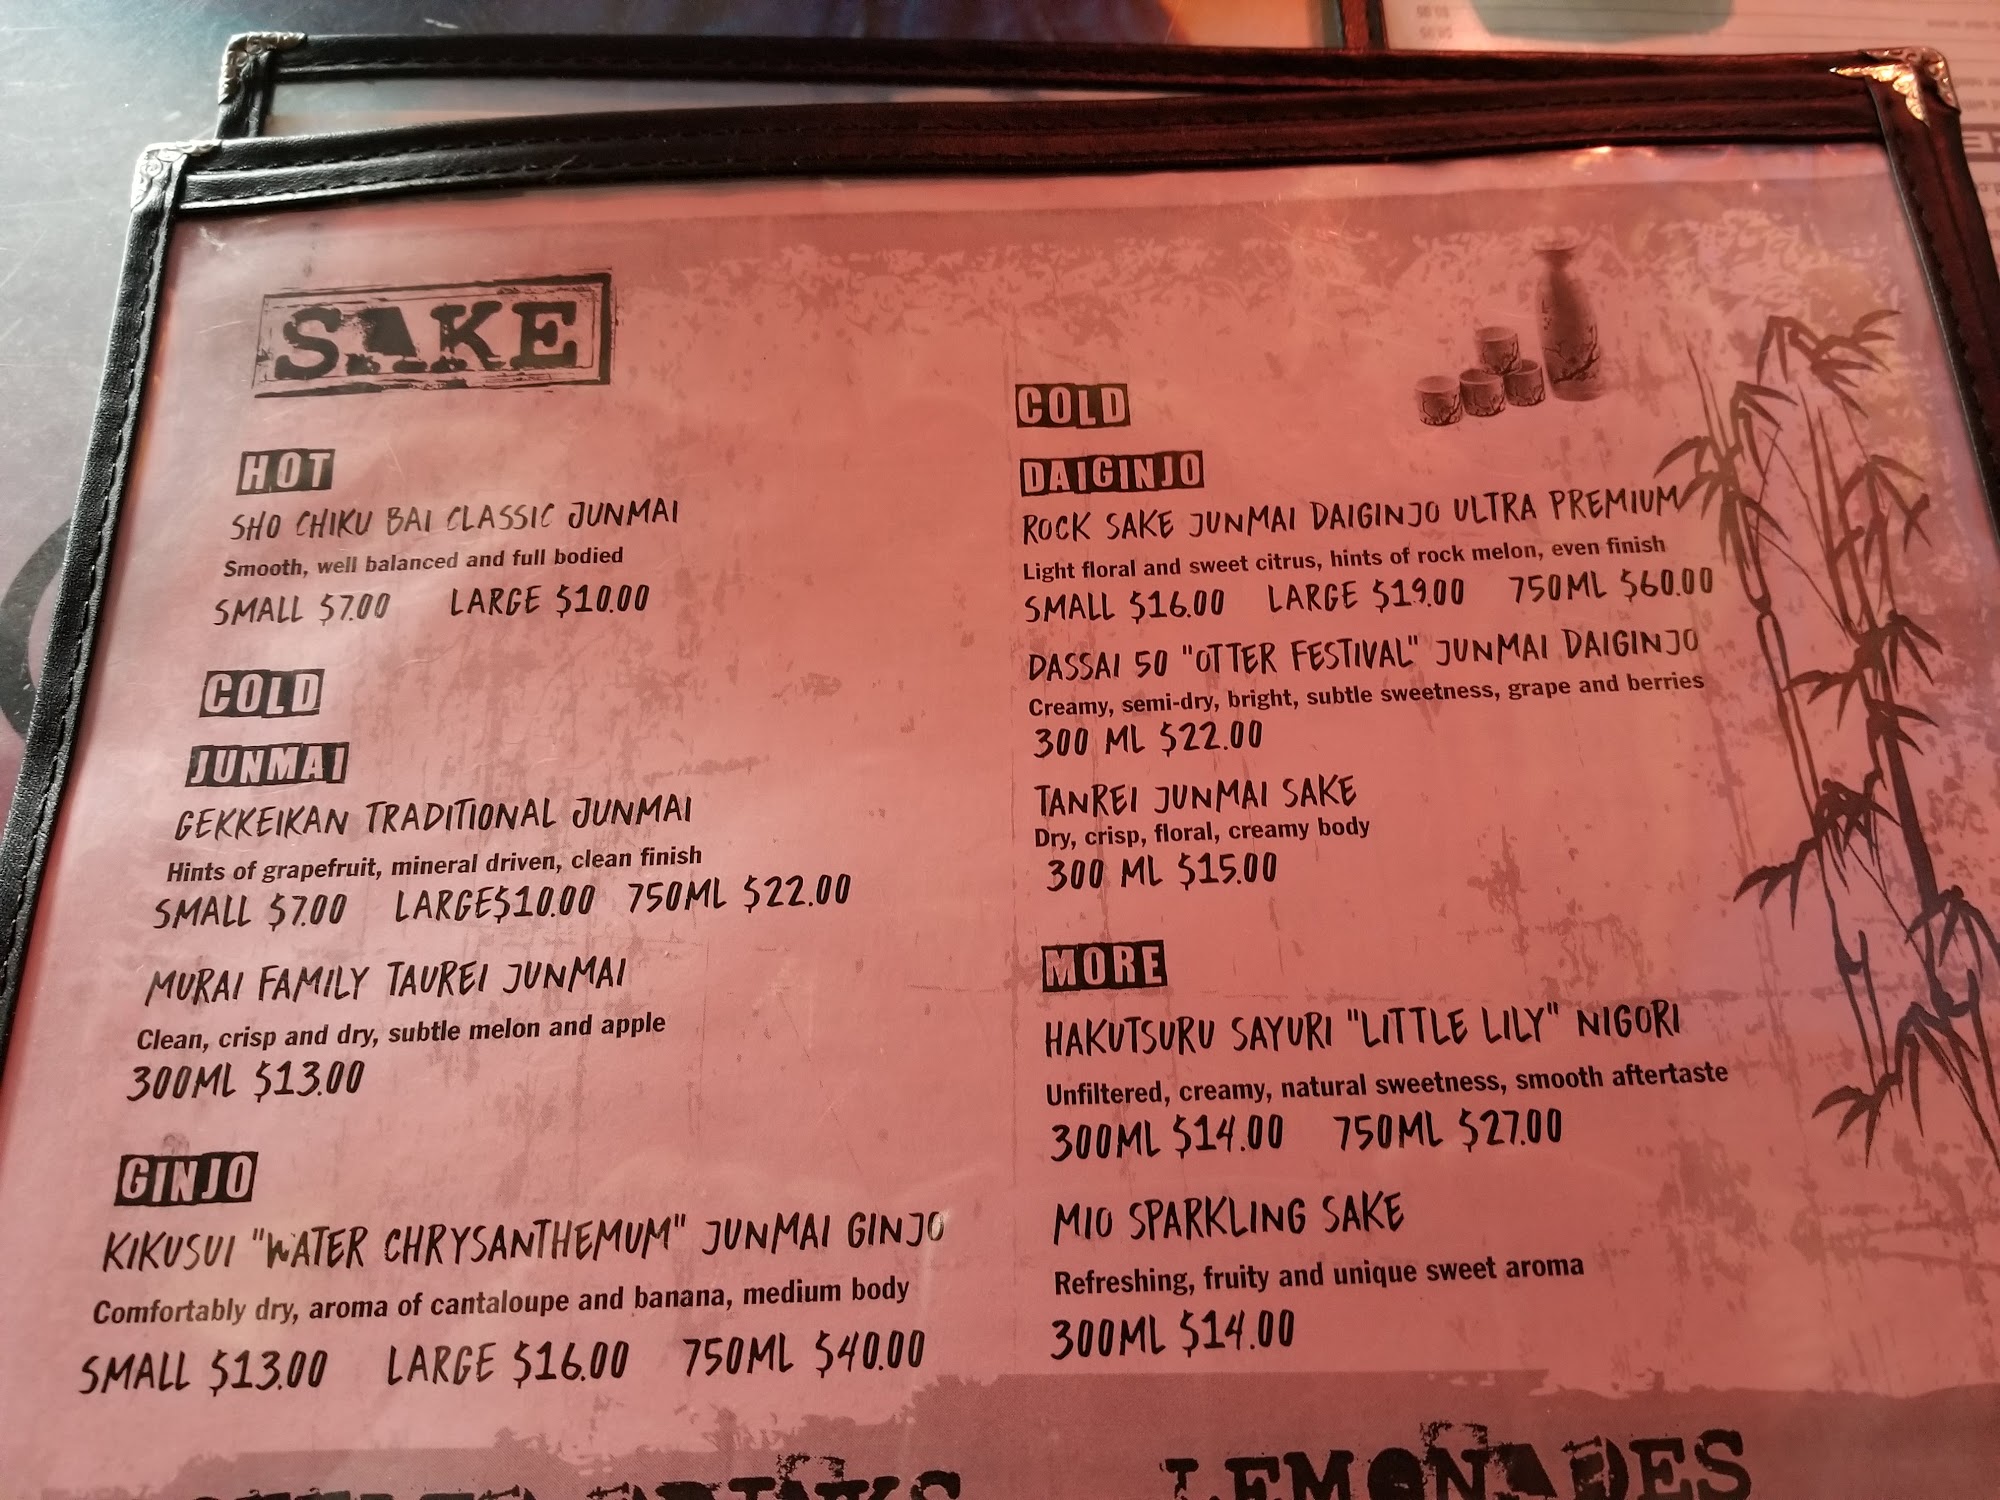 SAKE
HOT
SHO CHIKU BAI CLASSIC JUNMAI
Smooth, well balanced and full bodied
SMALL $7.00 LARGE $10.00
COLD
JUNMAI
GEKKEIKAN TRADITIONAL JUNMAI
Hints of grapefruit, mineral driven, clean finish
SMALL $7.00 LARGE$10.00 750ML $22.00
MURAI FAMILY TAUREI JUNMAI
Clean, crisp and dry, subtle melon and apple
300ML $13.00
GINJO
KIKUSUI "WATER CHRYSANTHEMUM" JUNMAI GINJO
Comfortably dry, aroma of cantaloupe and banana, medium body
SMALL $13.00 LARGE $16.00 750ML $40.00
COLD
DAIGINJO
ROCK SAKE JUNMAI DAIGINJO ULTRA PREMIUM
Light floral and sweet citrus, hints of rock melon, even finish
SMALL $16.00 LARGE $19.00 750ML $60.00
DASSAI 50 "OTTER FESTIVAL" JUNMAI DAIGINJO
Creamy, semi-dry, bright, subtle sweetness, grape and berries
300 ML $22.00
TANREI JUNMAI SAKE
Dry, crisp, floral, creamy body
300 ML $15.00
MORE
HAKUTSURU SAYURI "LITTLE LILY" NIGORI
Unfiltered, creamy, natural sweetness, smooth aftertaste
300ML $14.00 750ML $27.00
MIO SPARKLING SAKE
Refreshing, fruity and unique sweet aroma
300ML $14.00
DRINKS
LEMONADES